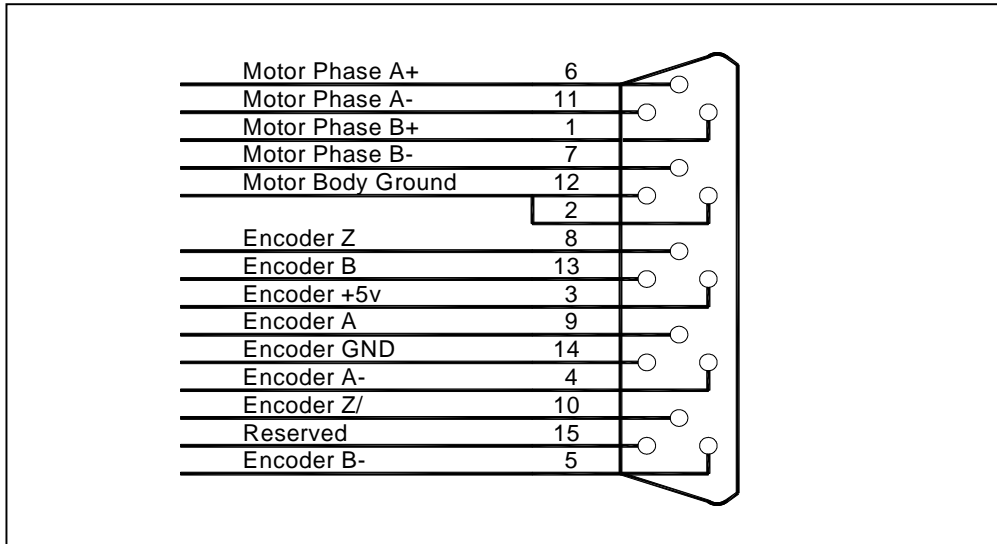 Motor Phase A+ 6
Motor Phase A- 11
Motor Phase B+ 1
Motor Phase B- 7
Motor Body Ground 12
2
Encoder Z 8
Encoder B 13
Encoder +5v 3
Encoder A 9
Encoder GND 14
Encoder A- 4
Encoder Z/ 10
Reserved 15
Encoder B- 5